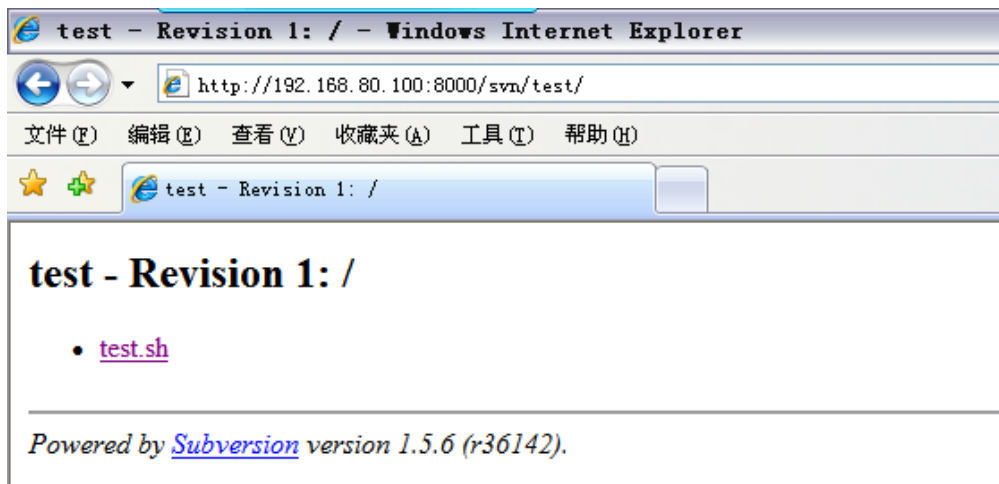 test - Revision 1: / - Windows Internet Explorer
http://192.168.80.100:8000/svn/test/
文件(F) 编辑(E) 查看(V) 收藏夹(A) 工具(T) 帮助(H)
test - Revision 1: /
test - Revision 1: /
test.sh
Powered by Subversion version 1.5.6 (r36142).